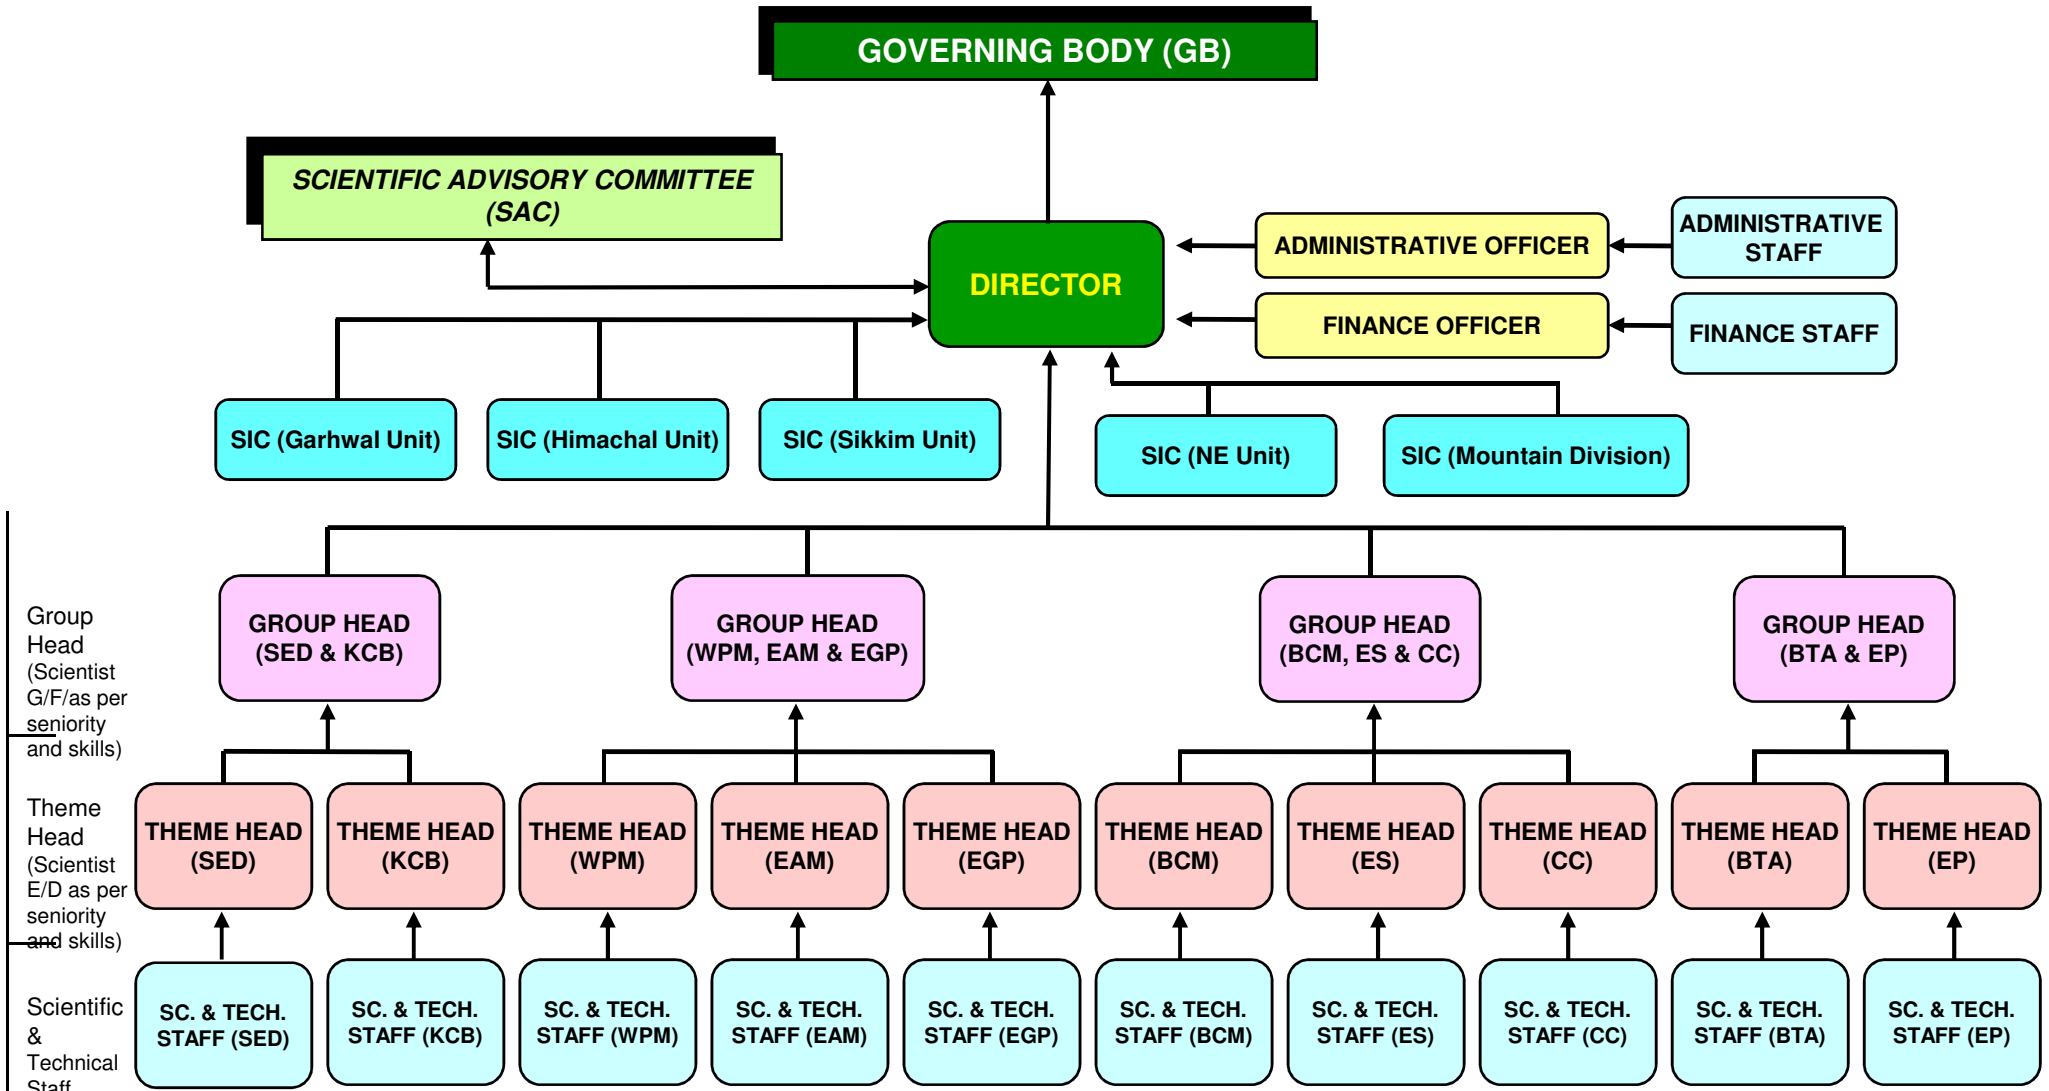 GOVERNING BODY (GB)
SCIENTIFIC ADVISORY COMMITTEE
(SAC)
DIRECTOR
ADMINISTRATIVE OFFICER
ADMINISTRATIVE
STAFF
FINANCE OFFICER
FINANCE STAFF
SIC (Garhwal Unit)
SIC (Himachal Unit)
SIC (Sikkim Unit)
SIC (NE Unit)
SIC (Mountain Division)
Group
Head
(Scientist
G/F/as per
seniority
and skills)
GROUP HEAD
(SED & KCB)
GROUP HEAD
(WPM, EAM & EGP)
GROUP HEAD
(BCM, ES & CC)
GROUP HEAD
(BTA & EP)
Theme
Head
(Scientist
E/D as per
seniority
and skills)
THEME HEAD
(SED)
THEME HEAD
(KCB)
THEME HEAD
(WPM)
THEME HEAD
(EAM)
THEME HEAD
(EGP)
THEME HEAD
(BCM)
THEME HEAD
(ES)
THEME HEAD
(CC)
THEME HEAD
(BTA)
THEME HEAD
(EP)
Scientific
&
Technical
Staff
SC. & TECH.
STAFF (SED)
SC. & TECH.
STAFF (KCB)
SC. & TECH.
STAFF (WPM)
SC. & TECH.
STAFF (EAM)
SC. & TECH.
STAFF (EGP)
SC. & TECH.
STAFF (BCM)
SC. & TECH.
STAFF (ES)
SC. & TECH.
STAFF (CC)
SC. & TECH.
STAFF (BTA)
SC. & TECH.
STAFF (EP)